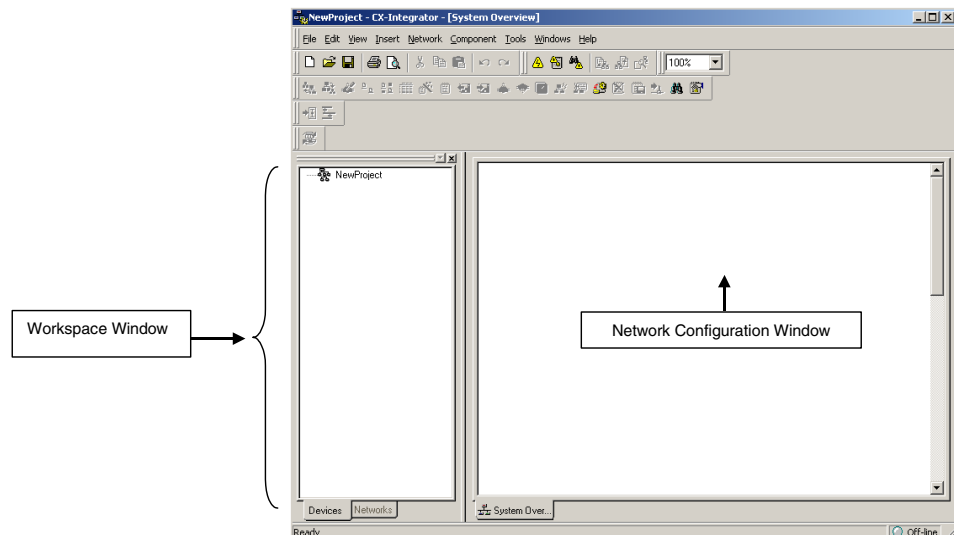 NewProject - CX-Integrator - [System Overview]
File Edit View Insert Network Component Tools Windows Help
100%
NewProject
Workspace Window
Network Configuration Window
Devices Networks
System Over...
Ready
Off-line